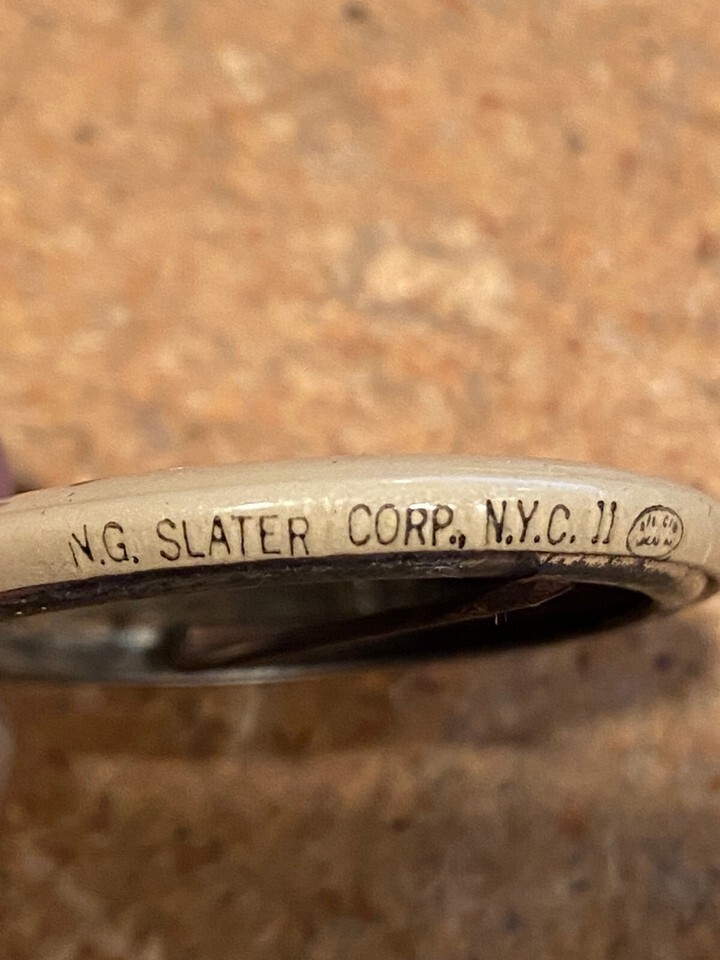 N.G. SLATER CORP., N.Y.C. 11